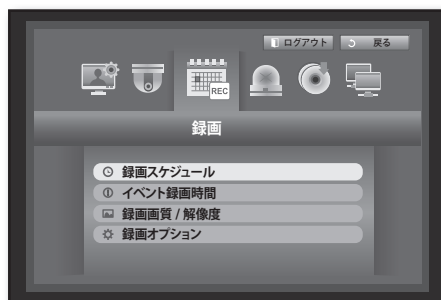 ログアウト
戻る
REC
録画
録画スケジュール
イベント録画時間
録画画質 / 解像度
録画オプション